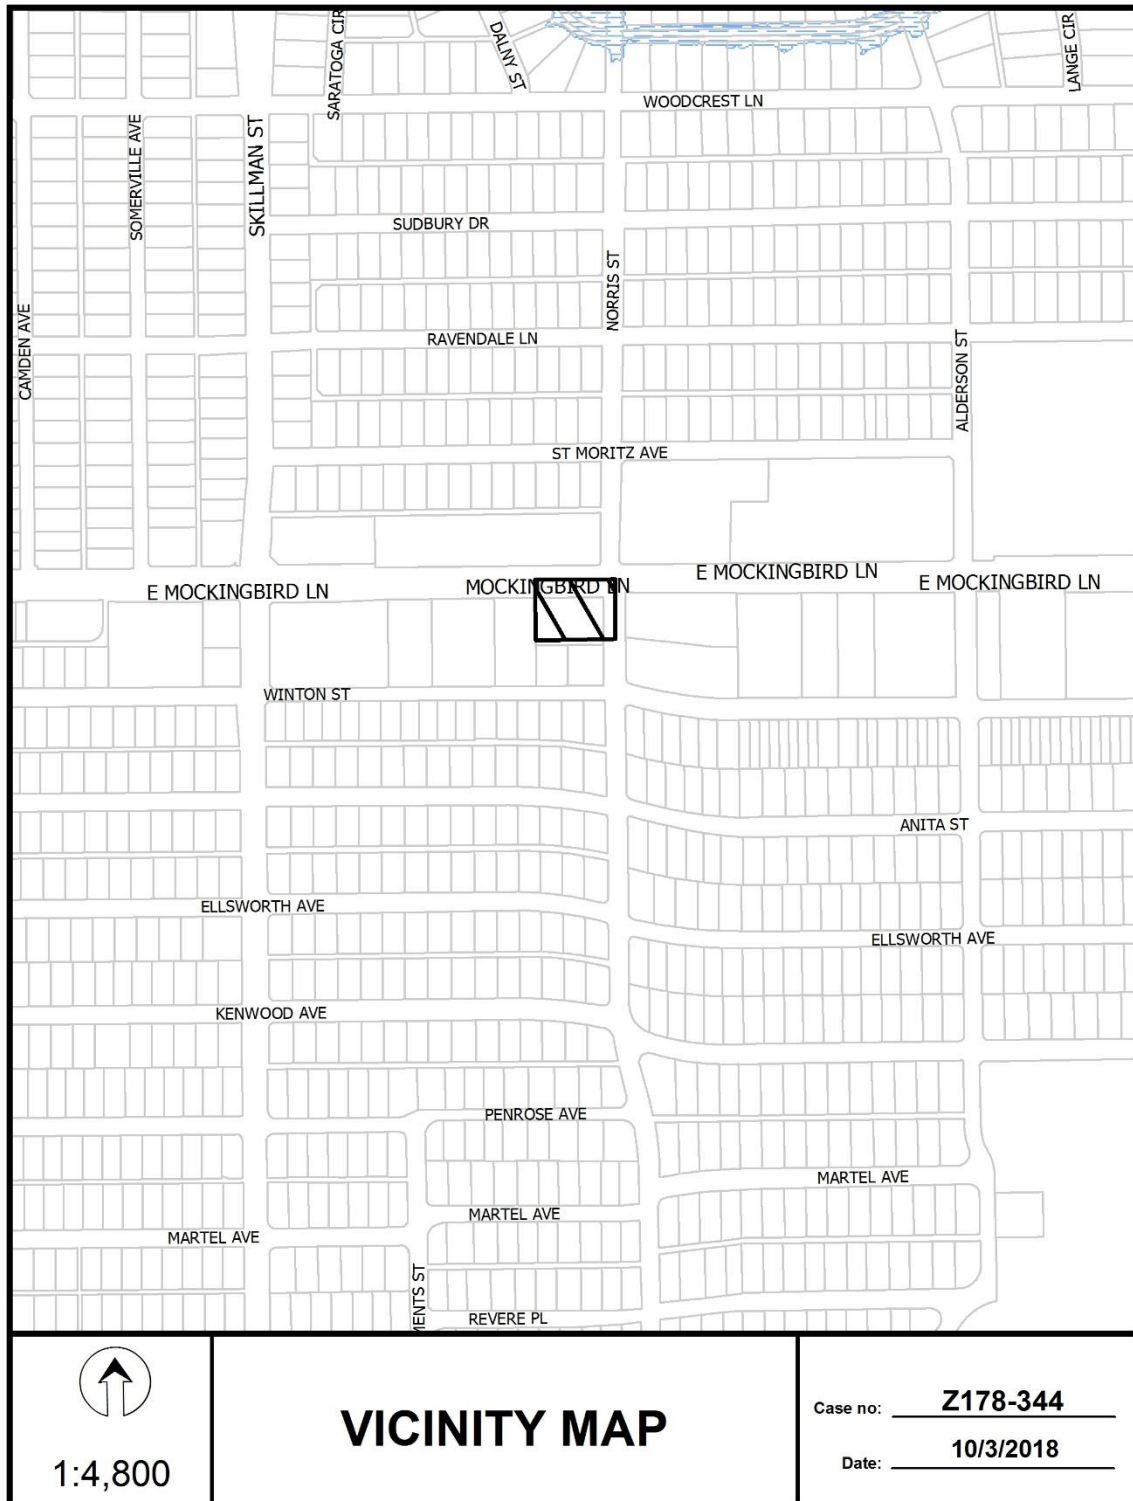 SARATOGA CIR
DALNY ST
LANGE CIR
WOODCREST LN
SOMERVILLE AVE
SKILLMAN ST
SUDBURY DR
NORRIS ST
CAMDEN AVE
RAVENDALE LN
ALDERSON ST
ST MORITZ AVE
E MOCKINGBIRD LN
MOCKINGBIRD LN
E MOCKINGBIRD LN
E MOCKINGBIRD LN
WINTON ST
ANITA ST
ELLSWORTH AVE
ELLSWORTH AVE
KENWOOD AVE
PENROSE AVE
MARTEL AVE
MARTEL AVE
MARTEL AVE
MENTS ST
REVERE PL
1:4,800
VICINITY MAP
Case no: Z178-344
Date: 10/3/2018